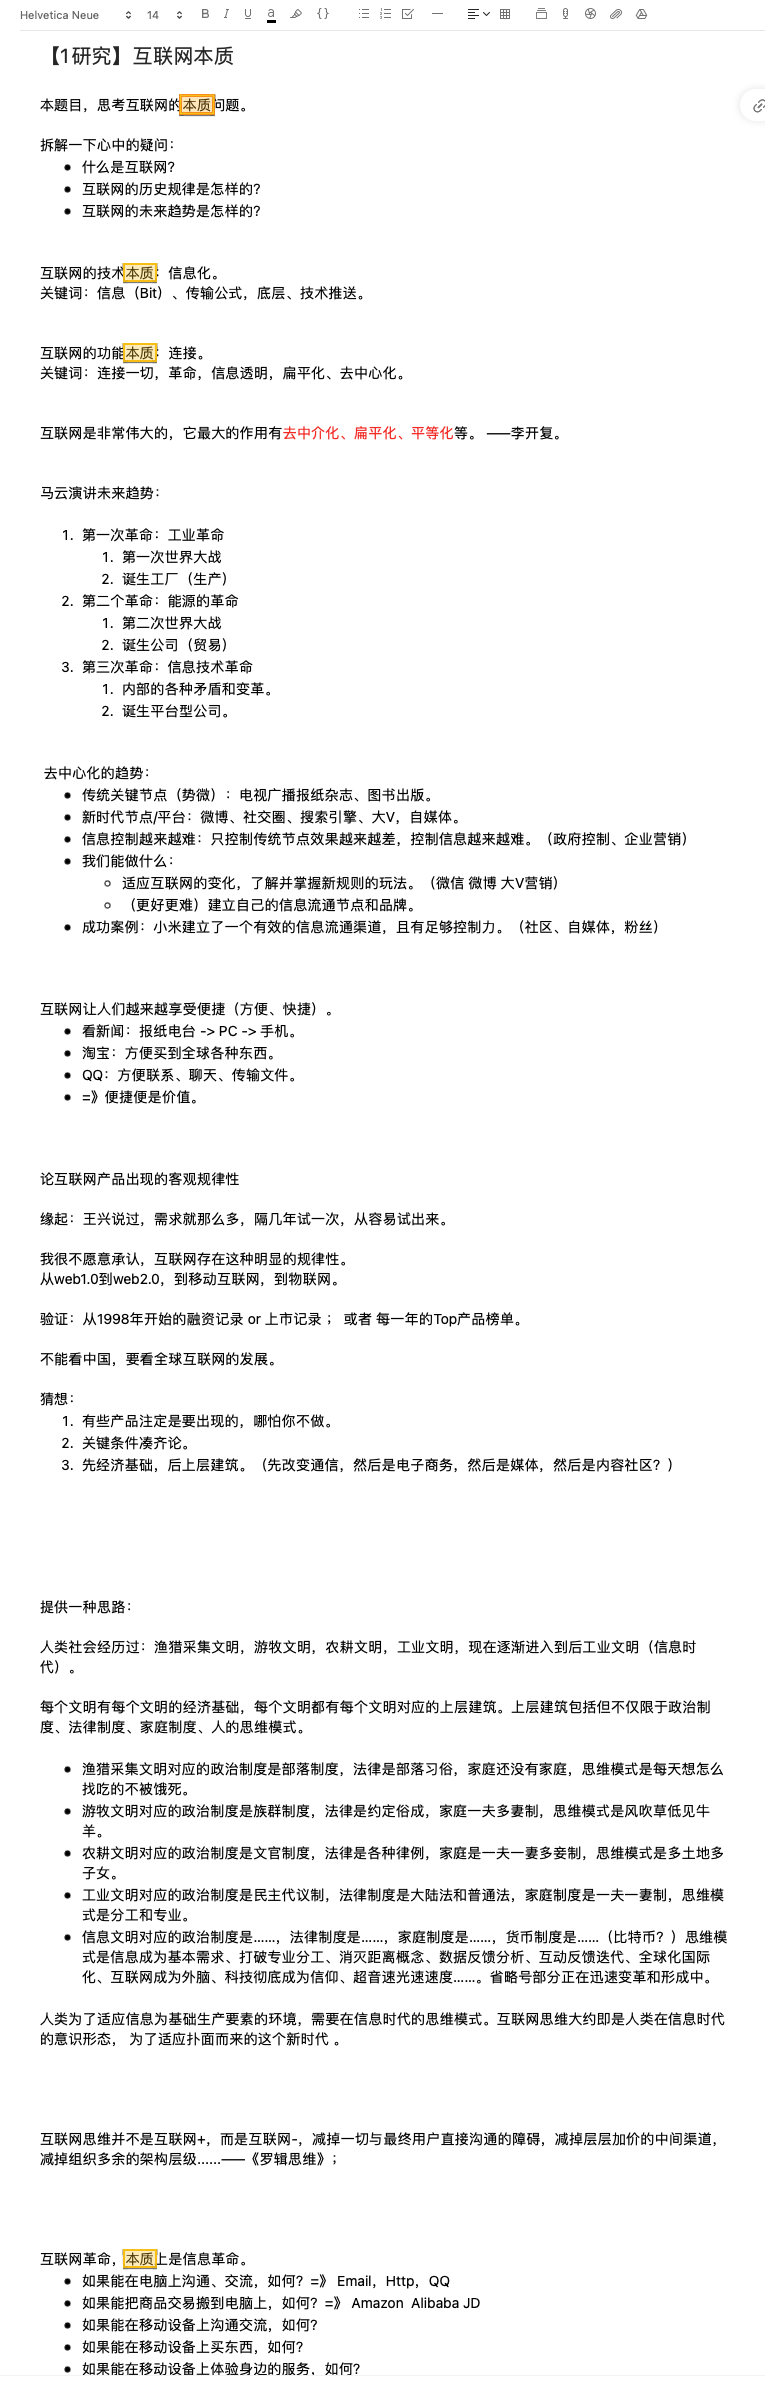 Helvetica Neue 14 B I U a {}
【1研究】互联网本质
本题目，思考互联网的本质问题。
拆解一下心中的疑问：
什么是互联网？
互联网的历史规律是怎样的？
互联网的未来趋势是怎样的？
互联网的技术本质：信息化。
关键词：信息（Bit）、传输公式，底层、技术推送。
互联网的功能本质：连接。
关键词：连接一切，革命，信息透明，扁平化、去中心化。
互联网是非常伟大的，它最大的作用有去中介化、扁平化、平等化等。 ——李开复。
马云演讲未来趋势：
1. 第一次革命：工业革命
1. 第一次世界大战
2. 诞生工厂（生产）
2. 第二个革命：能源的革命
1. 第二次世界大战
2. 诞生公司（贸易）
3. 第三次革命：信息技术革命
1. 内部的各种矛盾和变革。
2. 诞生平台型公司。
去中心化的趋势：
传统关键节点（势微）：电视广播报纸杂志、图书出版。
新时代节点/平台：微博、社交圈、搜索引擎、大V，自媒体。
信息控制越来越难：只控制传统节点效果越来越差，控制信息越来越难。（政府控制、企业营销）
我们能做什么：
适应互联网的变化，了解并掌握新规则的玩法。（微信 微博 大V营销）
（更好更难）建立自己的信息流通节点和品牌。
成功案例：小米建立了一个有效的信息流通渠道，且有足够控制力。（社区、自媒体，粉丝）
互联网让人们越来越享受便捷（方便、快捷）。
看新闻：报纸电台 -> PC -> 手机。
淘宝：方便买到全球各种东西。
QQ：方便联系、聊天、传输文件。
=》便捷便是价值。
论互联网产品出现的客观规律性
缘起：王兴说过，需求就那么多，隔几年试一次，从容易试出来。
我很不愿意承认，互联网存在这种明显的规律性。
从web1.0到web2.0，到移动互联网，到物联网。
验证：从1998年开始的融资记录 or 上市记录； 或者 每一年的Top产品榜单。
不能看中国，要看全球互联网的发展。
猜想：
1. 有些产品注定是要出现的，哪怕你不做。
2. 关键条件凑齐论。
3. 先经济基础，后上层建筑。（先改变通信，然后是电子商务，然后是媒体，然后是内容社区？）
提供一种思路：
人类社会经历过：渔猎采集文明，游牧文明，农耕文明，工业文明，现在逐渐进入到后工业文明（信息时
代）。
每个文明有每个文明的经济基础，每个文明都有每个文明对应的上层建筑。上层建筑包括但不仅限于政治制
度、法律制度、家庭制度、人的思维模式。
渔猎采集文明对应的政治制度是部落制度，法律是部落习俗，家庭还没有家庭，思维模式是每天想怎么
找吃的不被饿死。
游牧文明对应的政治制度是族群制度，法律是约定俗成，家庭一夫多妻制，思维模式是风吹草低见牛
羊。
农耕文明对应的政治制度是文官制度，法律是各种律例，家庭是一夫一妻多妾制，思维模式是多土地多
子女。
工业文明对应的政治制度是民主代议制，法律制度是大陆法和普通法，家庭制度是一夫一妻制，思维模
式是分工和专业。
信息文明对应的政治制度是……，法律制度是……，家庭制度是……，货币制度是……（比特币？）思维模
式是信息成为基本需求、打破专业分工、消灭距离概念、数据反馈分析、互动反馈迭代、全球化国际
化、互联网成为外脑、科技彻底成为信仰、超音速光速速度……。省略号部分正在迅速变革和形成中。
人类为了适应信息为基础生产要素的环境，需要在信息时代的思维模式。互联网思维大约即是人类在信息时代
的意识形态， 为了适应扑面而来的这个新时代 。
互联网思维并不是互联网+，而是互联网-，减掉一切与最终用户直接沟通的障碍，减掉层层加价的中间渠道，
减掉组织多余的架构层级……——《罗辑思维》；
互联网革命，本质上是信息革命。
如果能在电脑上沟通、交流，如何？=》 Email，Http，QQ
如果能把商品交易搬到电脑上，如何？=》 Amazon Alibaba JD
如果能在移动设备上沟通交流，如何？
如果能在移动设备上买东西，如何？
如果能在移动设备上体验身边的服务，如何？